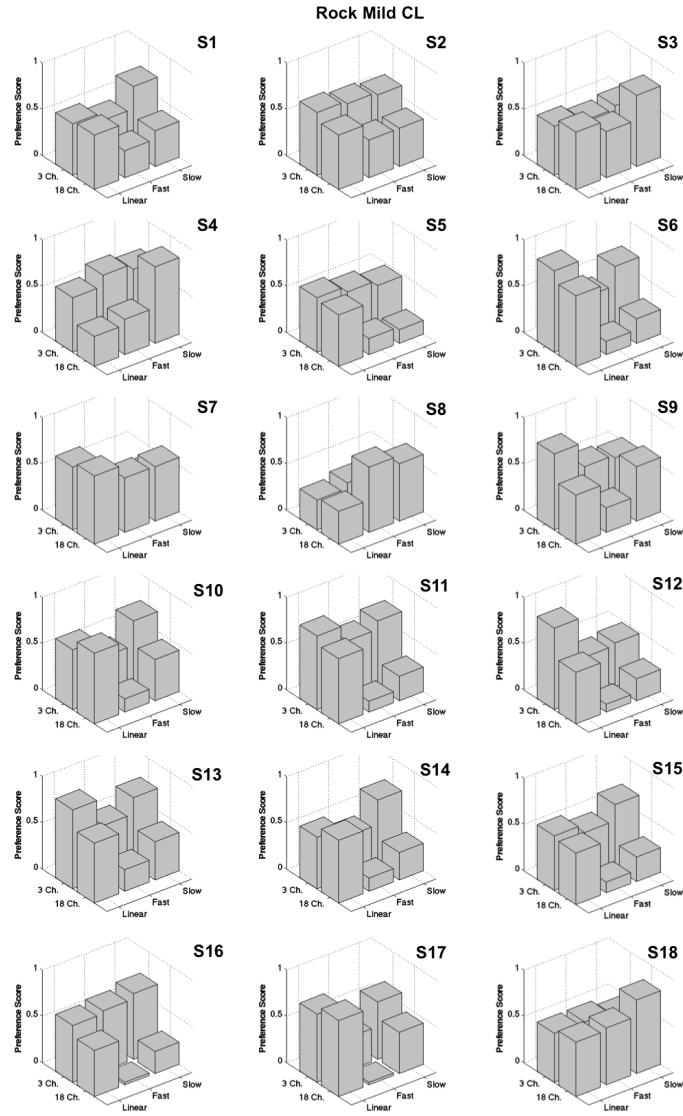 Rock Mild CL
S1
1
0.5
0
Preference Score
3 Ch.
18 Ch.
Linear
Fast
Slow
S2
1
0.5
0
Preference Score
3 Ch.
18 Ch.
Linear
Fast
Slow
S3
1
0.5
0
Preference Score
3 Ch.
18 Ch.
Linear
Fast
Slow
S4
1
0.5
0
Preference Score
3 Ch.
18 Ch.
Linear
Fast
Slow
S5
1
0.5
0
Preference Score
3 Ch.
18 Ch.
Linear
Fast
Slow
S6
1
0.5
0
Preference Score
3 Ch.
18 Ch.
Linear
Fast
Slow
S7
1
0.5
0
Preference Score
3 Ch.
18 Ch.
Linear
Fast
Slow
S8
1
0.5
0
Preference Score
3 Ch.
18 Ch.
Linear
Fast
Slow
S9
1
0.5
0
Preference Score
3 Ch.
18 Ch.
Linear
Fast
Slow
S10
1
0.5
0
Preference Score
3 Ch.
18 Ch.
Linear
Fast
Slow
S11
1
0.5
0
Preference Score
3 Ch.
18 Ch.
Linear
Fast
Slow
S12
1
0.5
0
Preference Score
3 Ch.
18 Ch.
Linear
Fast
Slow
S13
1
0.5
0
Preference Score
3 Ch.
18 Ch.
Linear
Fast
Slow
S14
1
0.5
0
Preference Score
3 Ch.
18 Ch.
Linear
Fast
Slow
S15
1
0.5
0
Preference Score
3 Ch.
18 Ch.
Linear
Fast
Slow
S16
1
0.5
0
Preference Score
3 Ch.
18 Ch.
Linear
Fast
Slow
S17
1
0.5
0
Preference Score
3 Ch.
18 Ch.
Linear
Fast
Slow
S18
1
0.5
0
Preference Score
3 Ch.
18 Ch.
Linear
Fast
Slow